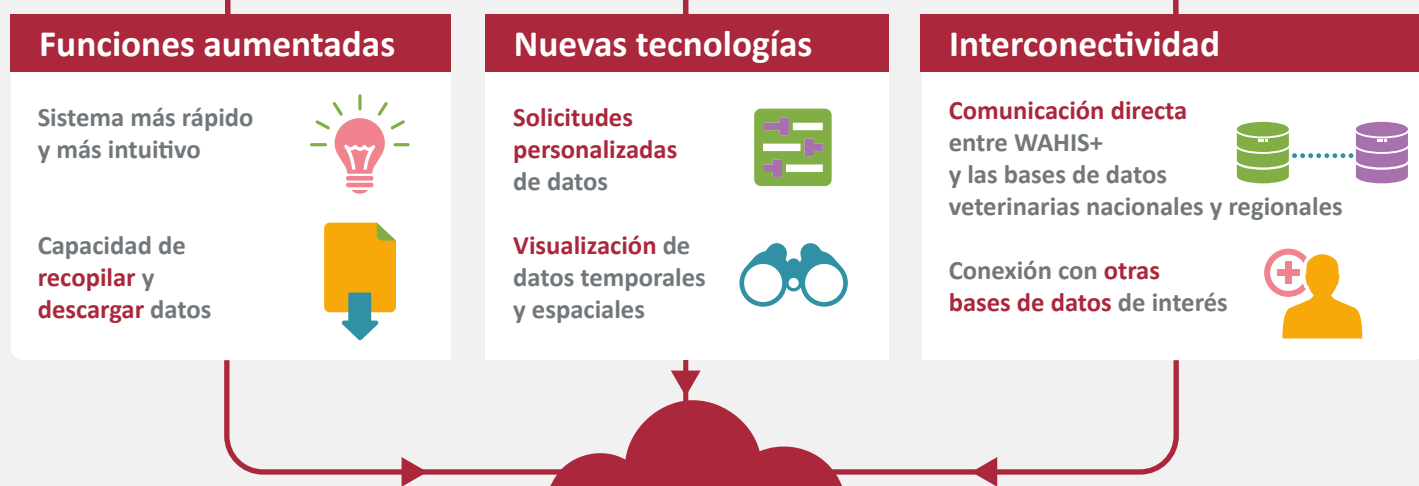 Funciones aumentadas
Sistema más rápido
y más intuitivo
Capacidad de
recopilar y
descargar datos
Nuevas tecnologías
Solicitudes
personalizadas
de datos
Visualización de
datos temporales
y espaciales
Interconectividad
Comunicación directa
entre WAHIS+
y las bases de datos
veterinarias nacionales y regionales
Conexión con otras
bases de datos de interés